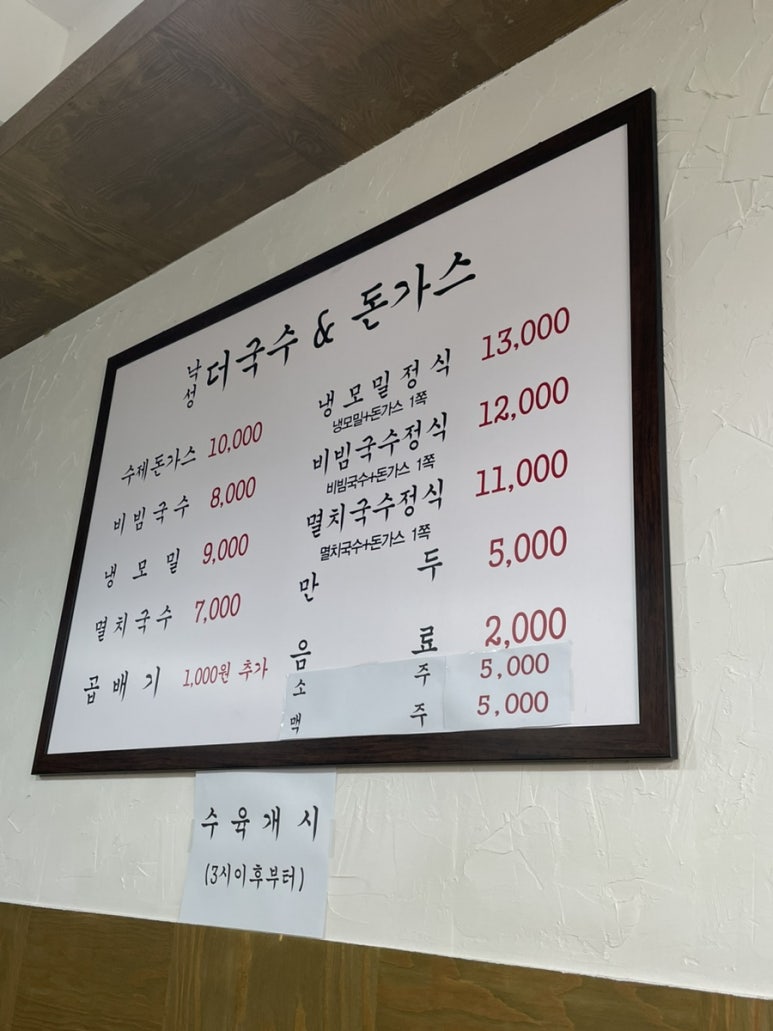 낙성 더국수 & 돈가스
수제돈가스 10,000
비빔국수 8,000
냉모밀 9,000
멸치국수 7,000
곱배기 1,000원 추가
냉모밀정식 13,000
냉모밀+돈가스 1쪽
비빔국수정식 12,000
비빔국수+돈가스 1쪽
멸치국수정식 11,000
멸치국수+돈가스 1쪽
만두 5,000
음료 2,000
소주 5,000
맥주 5,000
수육개시
(3시이후부터)